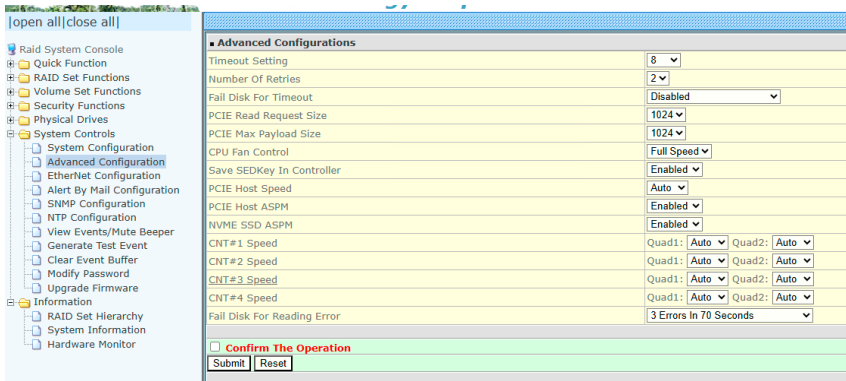 |open all|close all|
Raid System Console
Quick Function
RAID Set Functions
Volume Set Functions
Security Functions
Physical Drives
System Controls
System Configuration
Advanced Configuration
EtherNet Configuration
Alert By Mail Configuration
SNMP Configuration
NTP Configuration
View Events/Mute Beeper
Generate Test Event
Clear Event Buffer
Modify Password
Upgrade Firmware
Information
RAID Set Hierarchy
System Information
Hardware Monitor
Advanced Configurations
Timeout Setting 8
Number Of Retries 2
Fail Disk For Timeout Disabled
PCIE Read Request Size 1024
PCIE Max Payload Size 1024
CPU Fan Control Full Speed
Save SEDKey In Controller Enabled
PCIE Host Speed Auto
PCIE Host ASPM Enabled
NVME SSD ASPM Enabled
CNT#1 Speed Quad1: Auto Quad2: Auto
CNT#2 Speed Quad1: Auto Quad2: Auto
CNT#3 Speed Quad1: Auto Quad2: Auto
CNT#4 Speed Quad1: Auto Quad2: Auto
Fail Disk For Reading Error 3 Errors In 70 Seconds
Confirm The Operation
Submit Reset